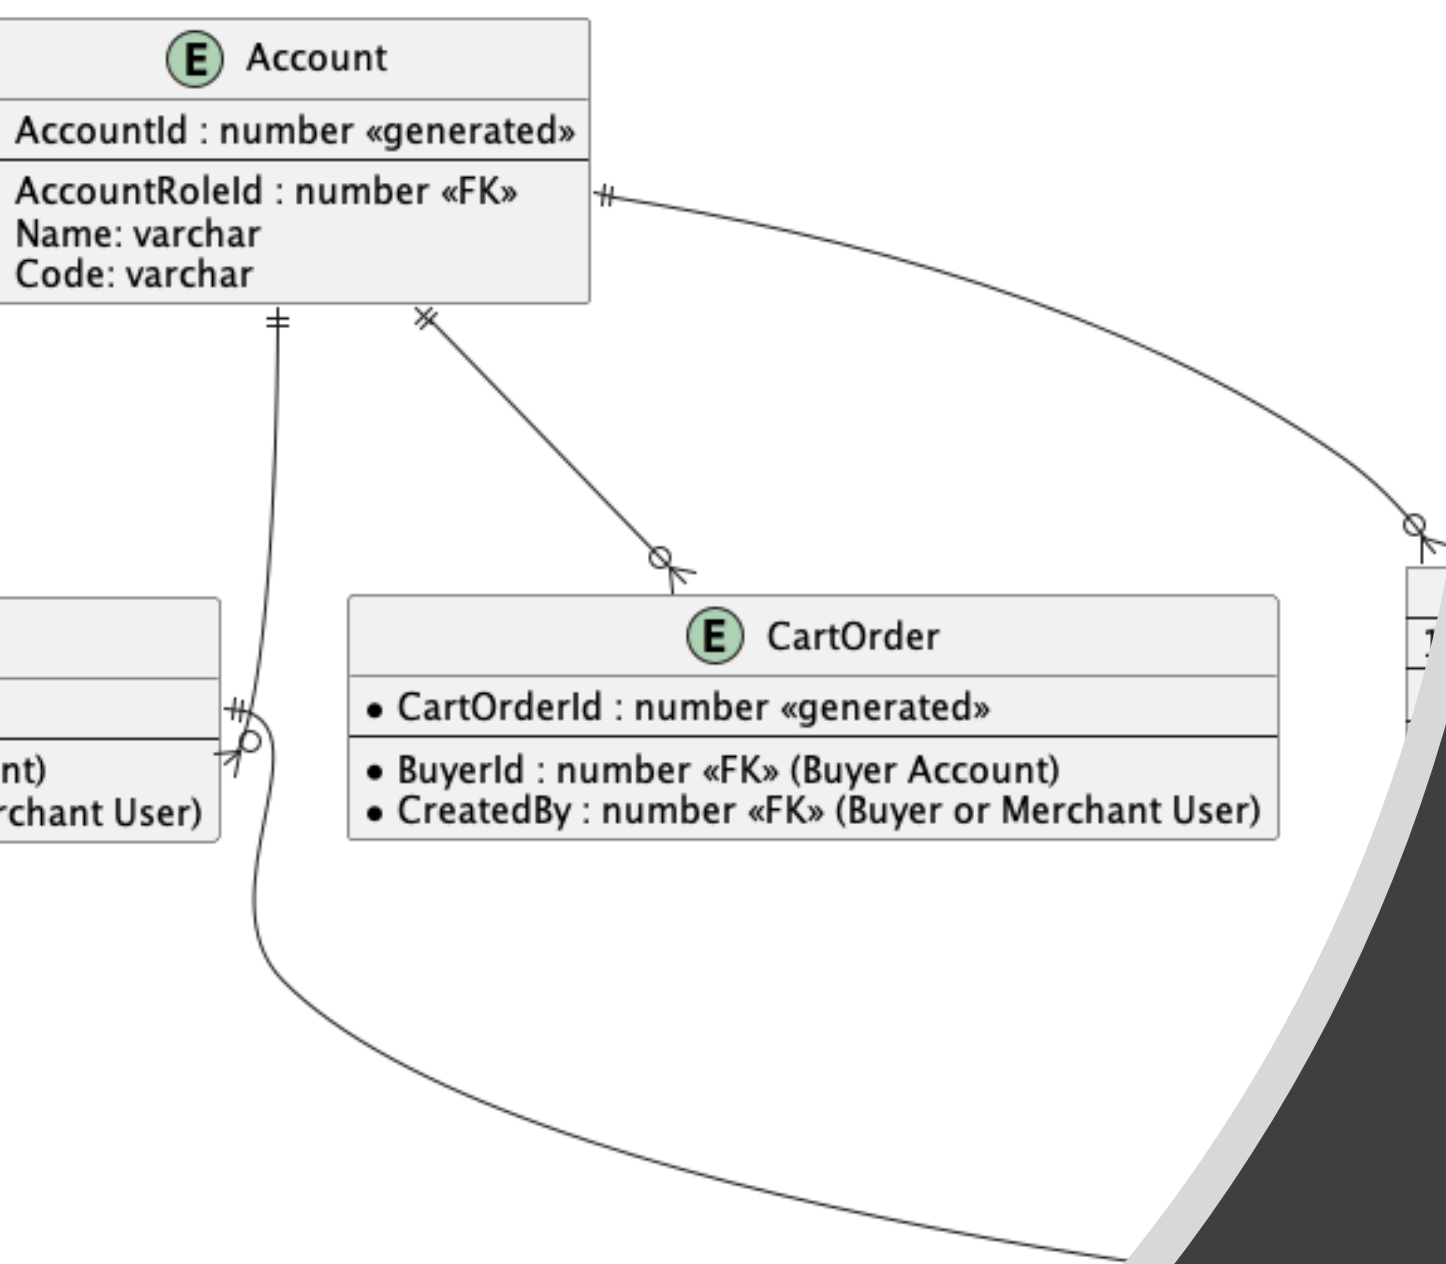 E Account
AccountId : number «generated»
AccountRoleId : number «FK»
Name: varchar
Code: varchar
E CartOrder
CartOrderId : number «generated»
nt)
BuyerId : number «FK» (Buyer Account)
rchant User)
CreatedBy : number «FK» (Buyer or Merchant User)